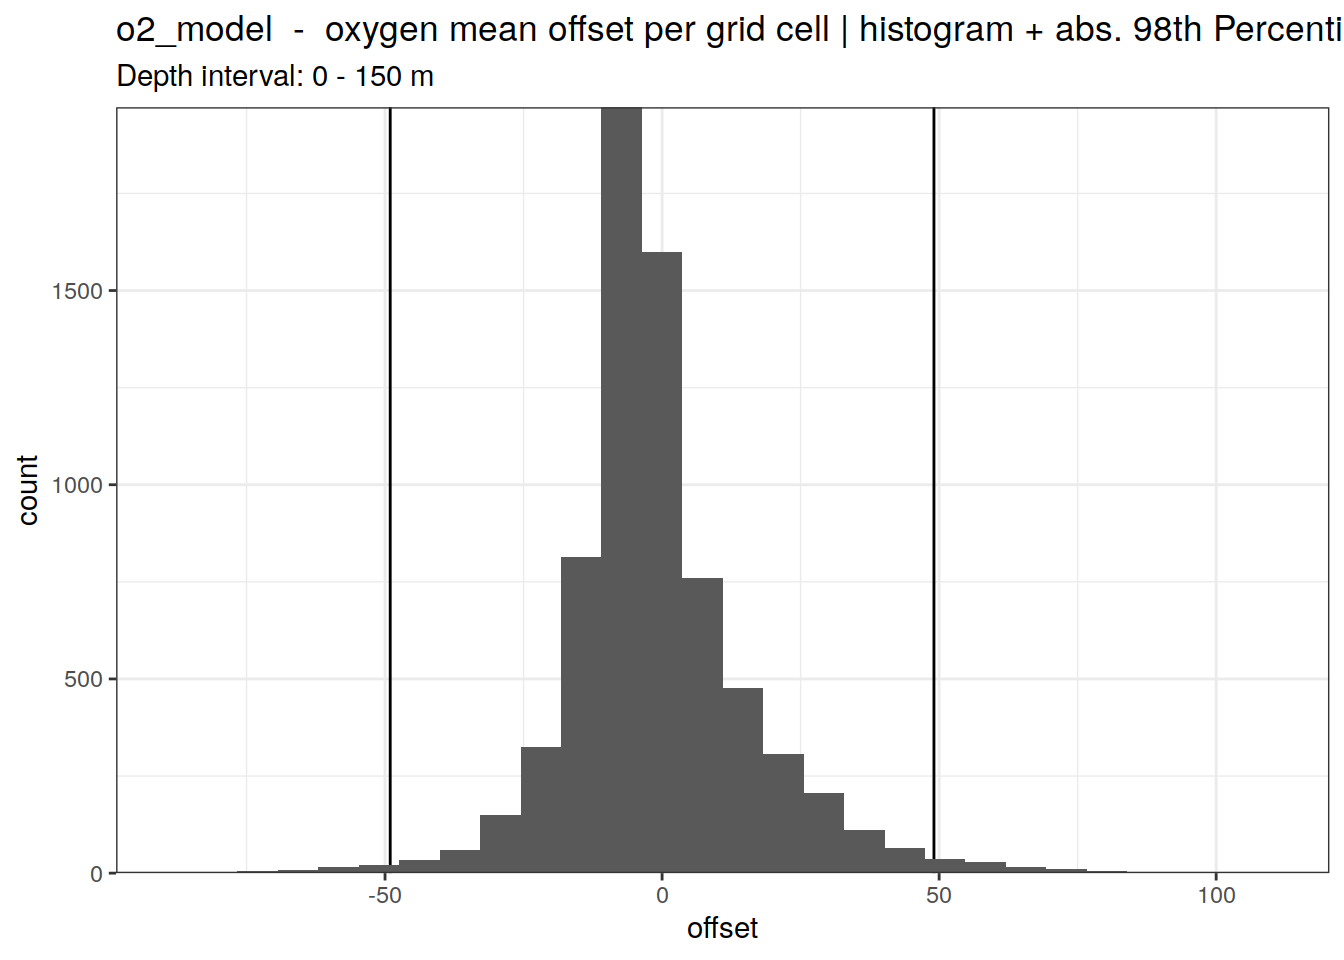 o2_model  -  oxygen mean offset per grid cell | histogram + abs. 98th Percenti
Depth interval: 0 - 150 m
1500
1000
500
0
count
-50 0 50 100
offset